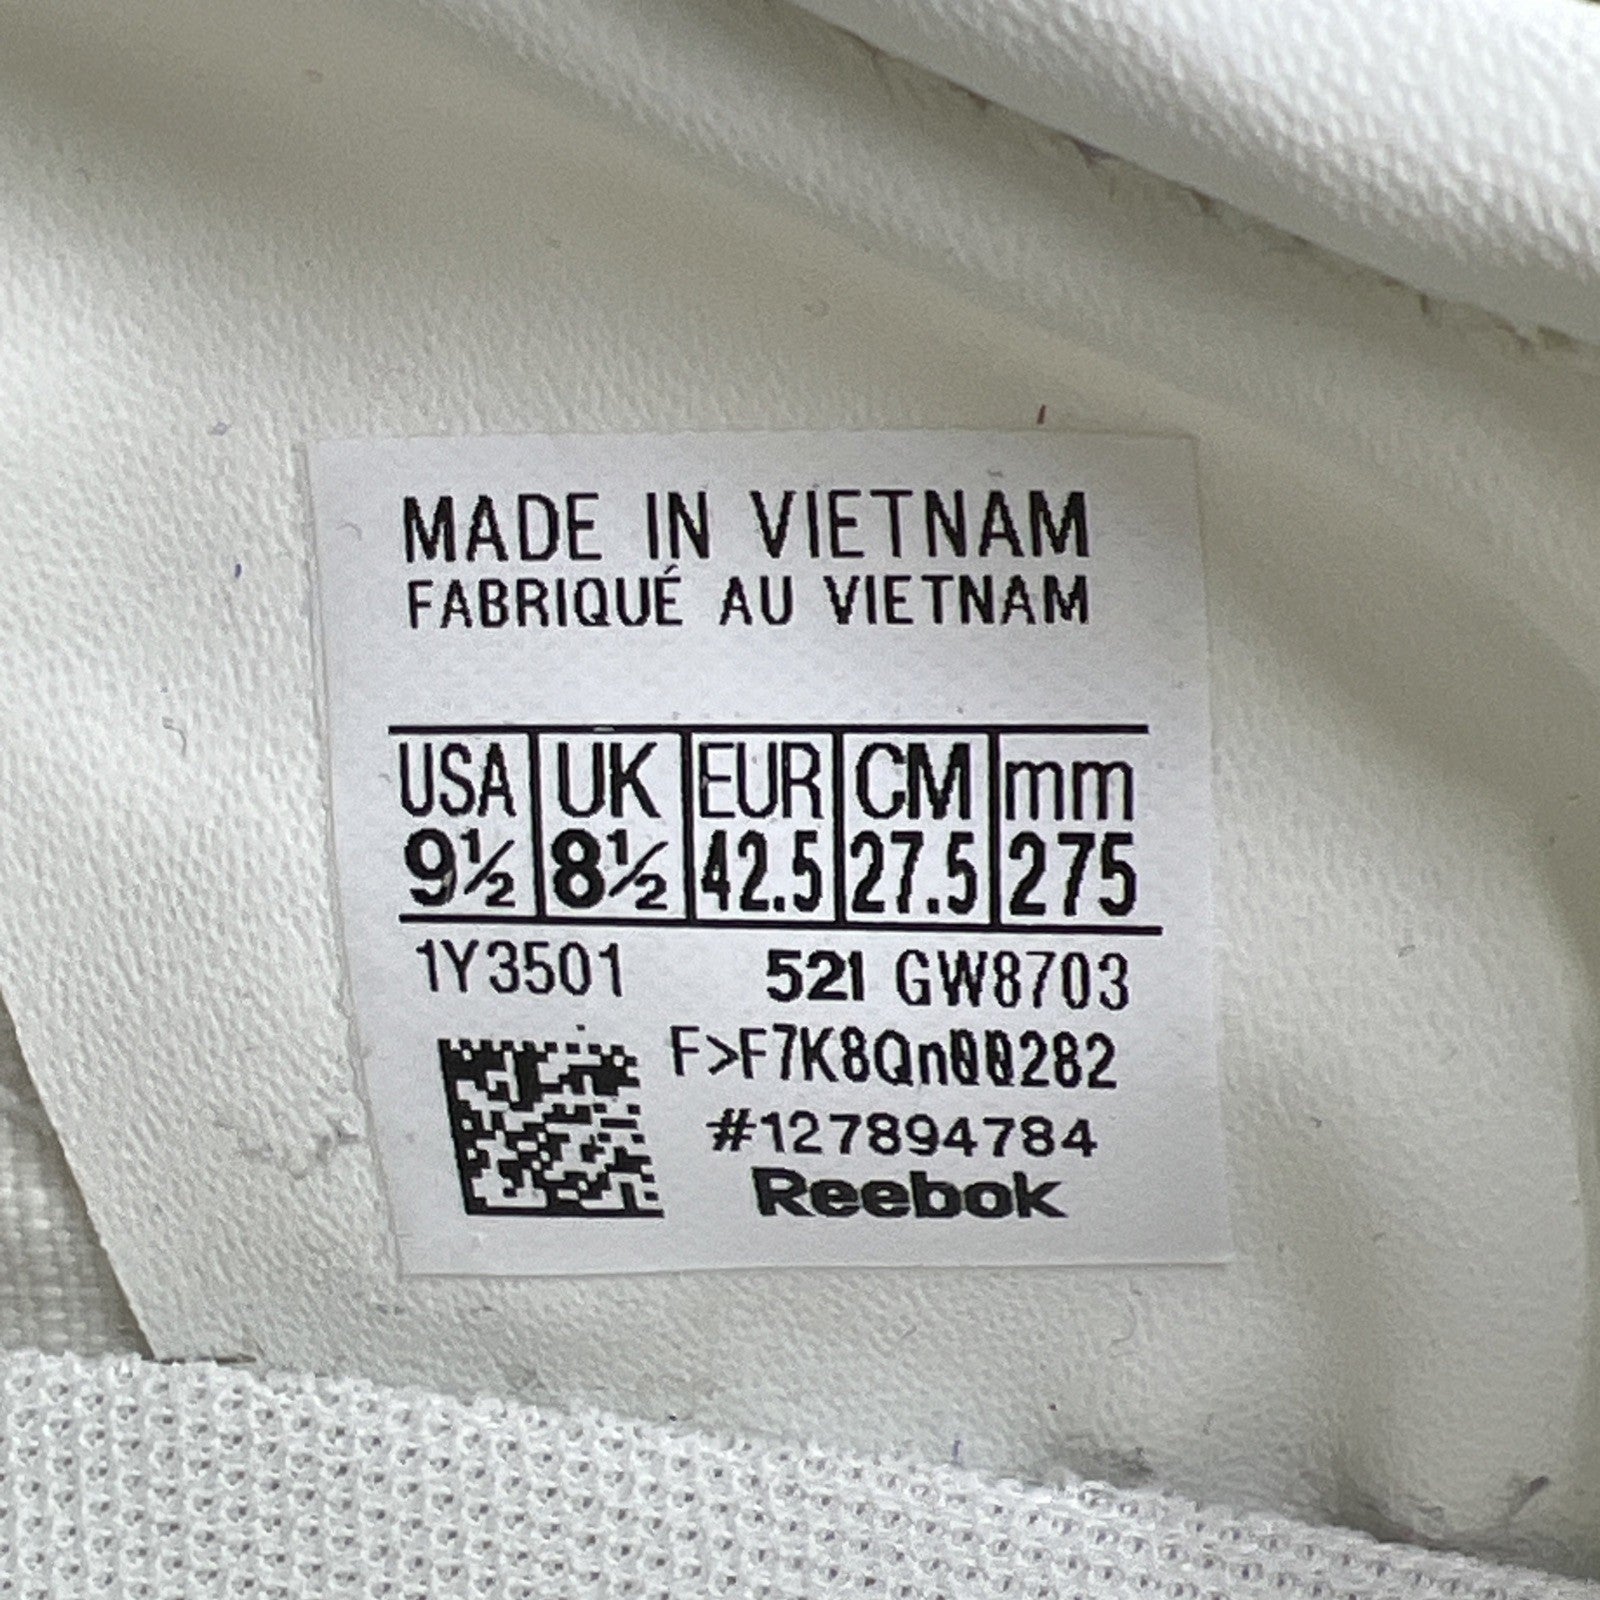 MADE IN VIETNAM
FABRIQUÉ AU VIETNAM
USA UK EUR CM mm
9½ 8½ 42.5 27.5 275
1Y3501 521 GW8703
F>F7K8Qn00282
#127894784
Reebok